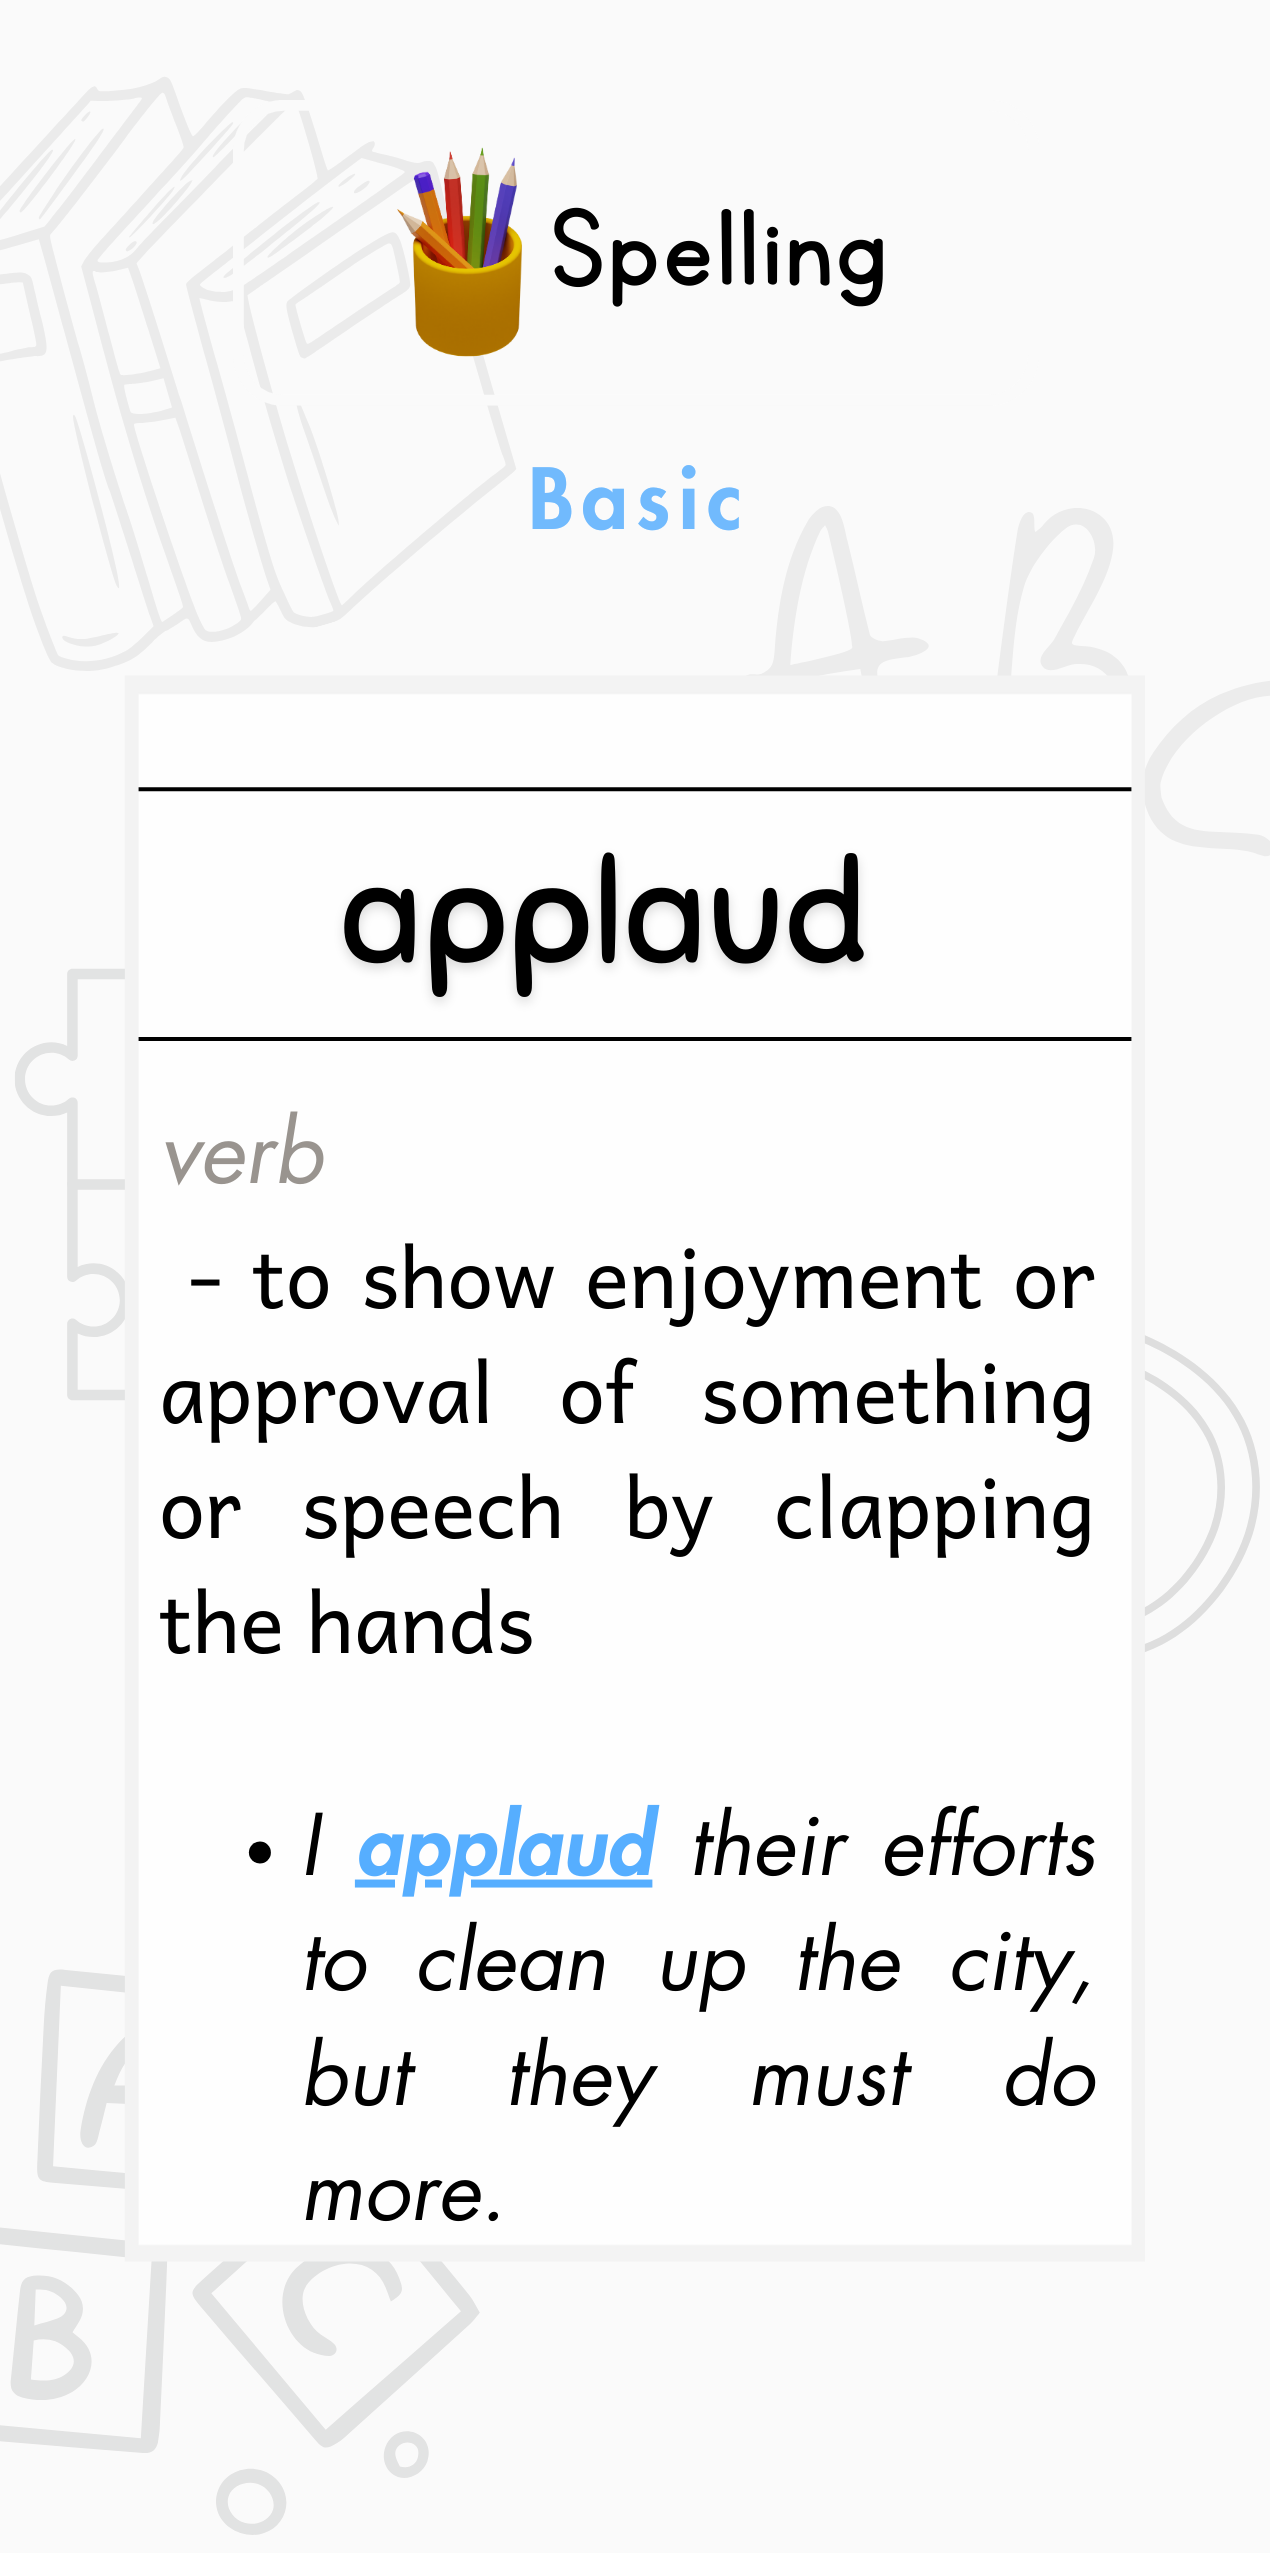 Spelling
Basic
A B C
applaud
verb
- to show enjoyment or
approval of something
or speech by clapping
the hands
• I applaud their efforts
to clean up the city,
but they must do
more.
A
B C